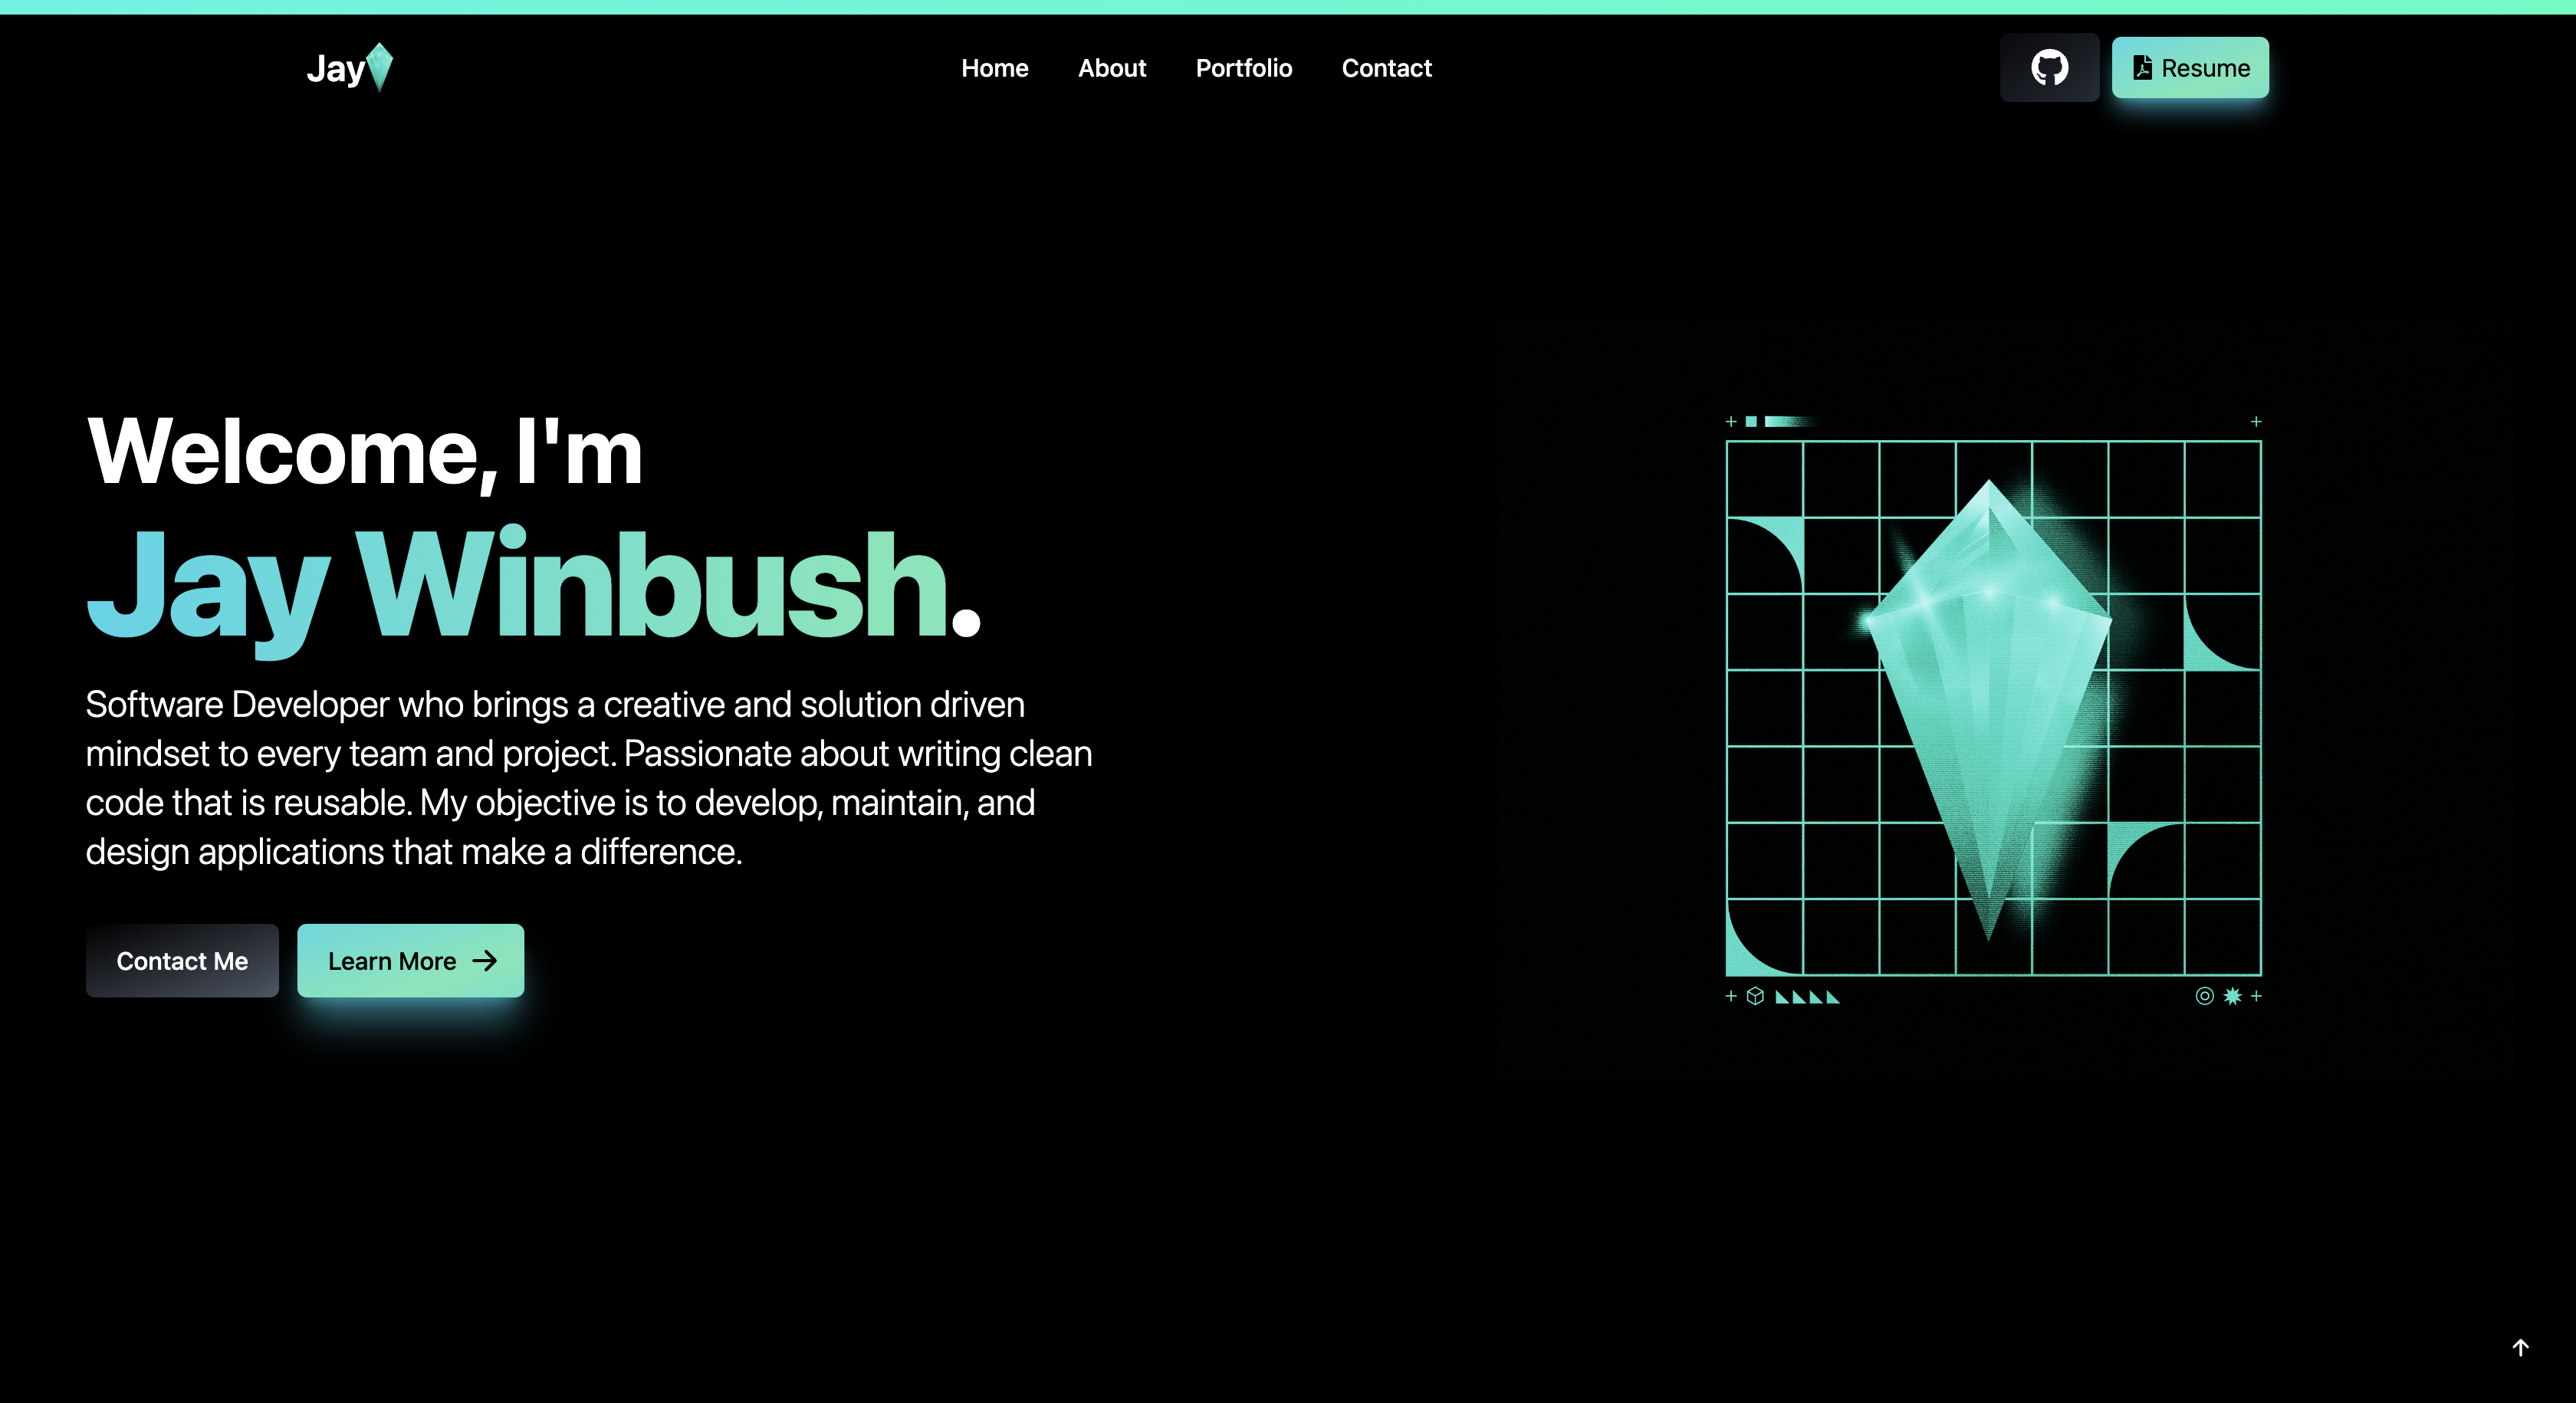 Jay
Home About Portfolio Contact
Resume
Welcome, I'm
Jay Winbush.
Software Developer who brings a creative and solution driven
mindset to every team and project. Passionate about writing clean
code that is reusable. My objective is to develop, maintain, and
design applications that make a difference.
Contact Me
Learn More